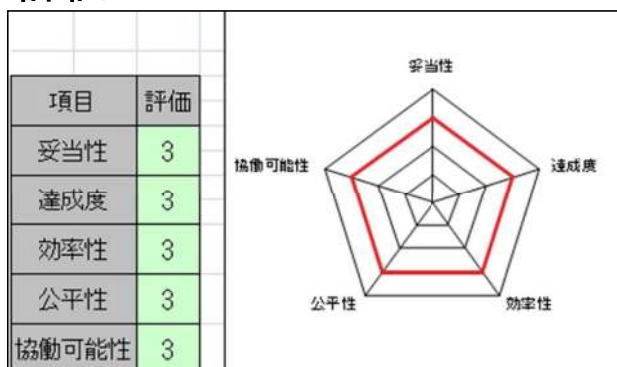 項目 評価
妥当性 3
達成度 3
効率性 3
公平性 3
協働可能性 3
妥当性
協働可能性
達成度
公平性
効率性